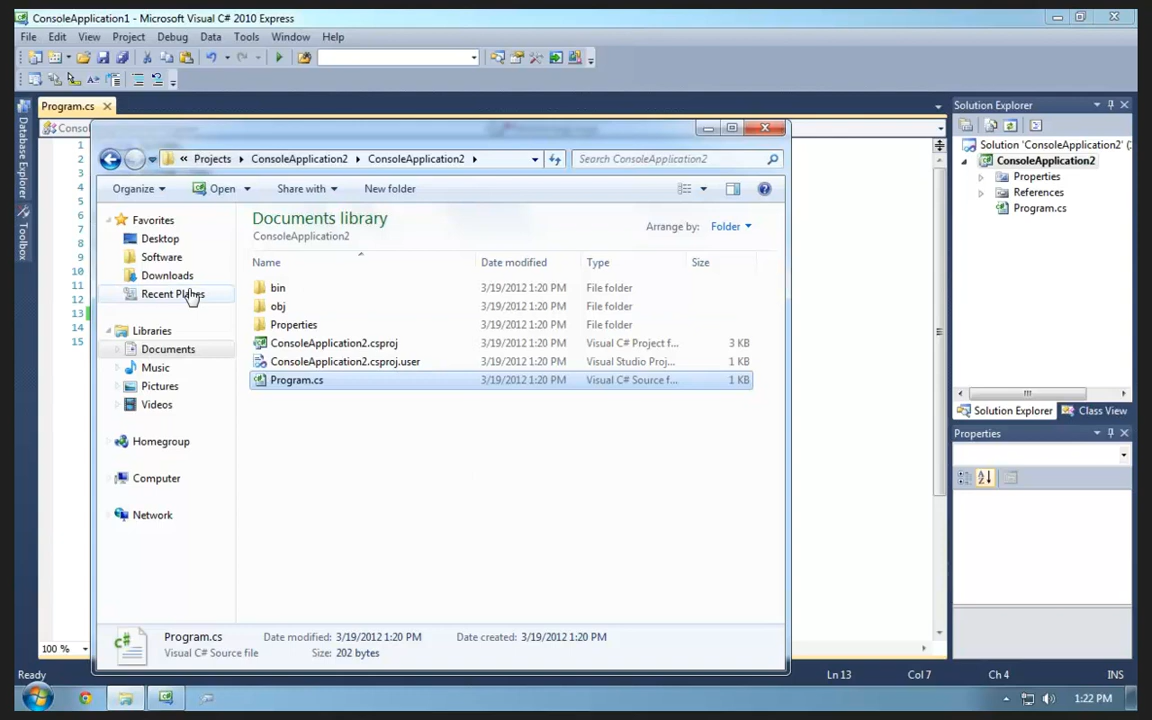 ConsoleApplication1 - Microsoft Visual C# 2010 Express
File Edit View Project Debug Data Tools Window Help
Program.cs
Solution Explorer
Database Explorer
Toolbox
Conso
1
2
3
4
5
6
7
8
9
10
11
12
13
14
15
« Projects ConsoleApplication2 ConsoleApplication2
Search ConsoleApplication2
Organize Open Share with New folder
Favorites
Desktop
Software
Downloads
Recent Places
Libraries
Documents
Music
Pictures
Videos
Homegroup
Computer
Network
Documents library
ConsoleApplication2
Arrange by: Folder
Name Date modified Type Size
bin 3/19/2012 1:20 PM File folder
obj 3/19/2012 1:20 PM File folder
Properties 3/19/2012 1:20 PM File folder
ConsoleApplication2.csproj 3/19/2012 1:20 PM Visual C# Project f... 3 KB
ConsoleApplication2.csproj.user 3/19/2012 1:20 PM Visual Studio Proj... 1 KB
Program.cs 3/19/2012 1:20 PM Visual C# Source f... 1 KB
Program.cs Date modified: 3/19/2012 1:20 PM Date created: 3/19/2012 1:20 PM
Visual C# Source file Size: 202 bytes
Solution 'ConsoleApplication2' (
ConsoleApplication2
Properties
References
Program.cs
Solution Explorer Class View
Properties
100 %
Ready Ln 13 Col 7 Ch 4 INS
1:22 PM